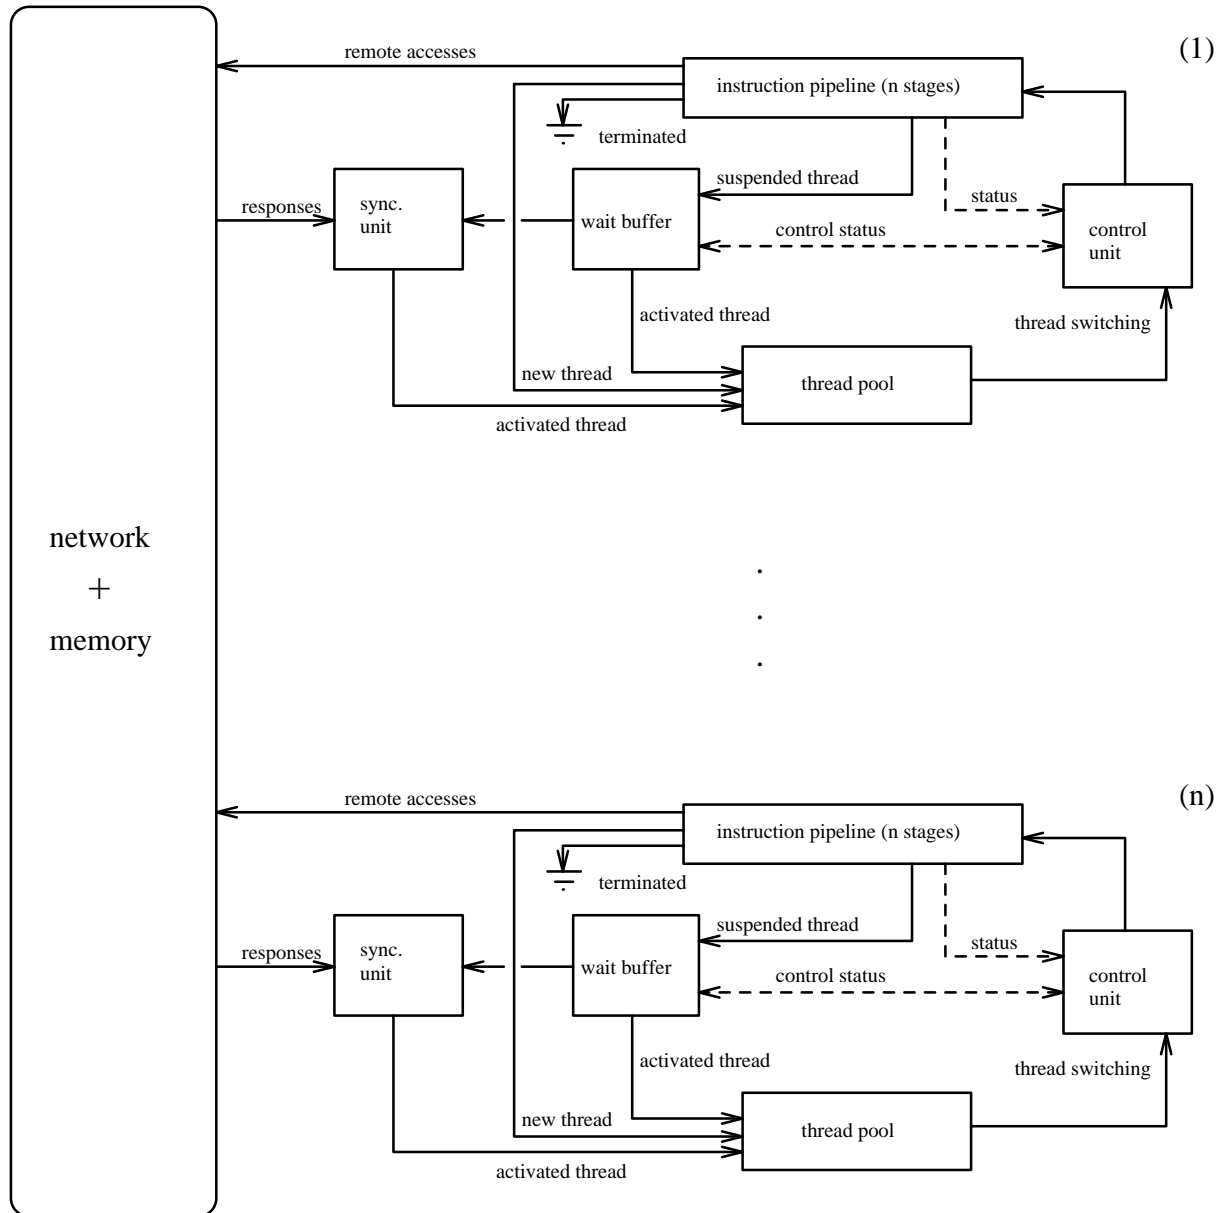 remote accesses
(1)
instruction pipeline (n stages)
terminated
suspended thread
responses
sync.
unit
wait buffer
status
control status
control
unit
activated thread
thread switching
new thread
thread pool
activated thread
network
+
memory
.
.
.
remote accesses
(n)
instruction pipeline (n stages)
terminated
suspended thread
responses
sync.
unit
wait buffer
status
control status
control
unit
activated thread
thread switching
new thread
thread pool
activated thread